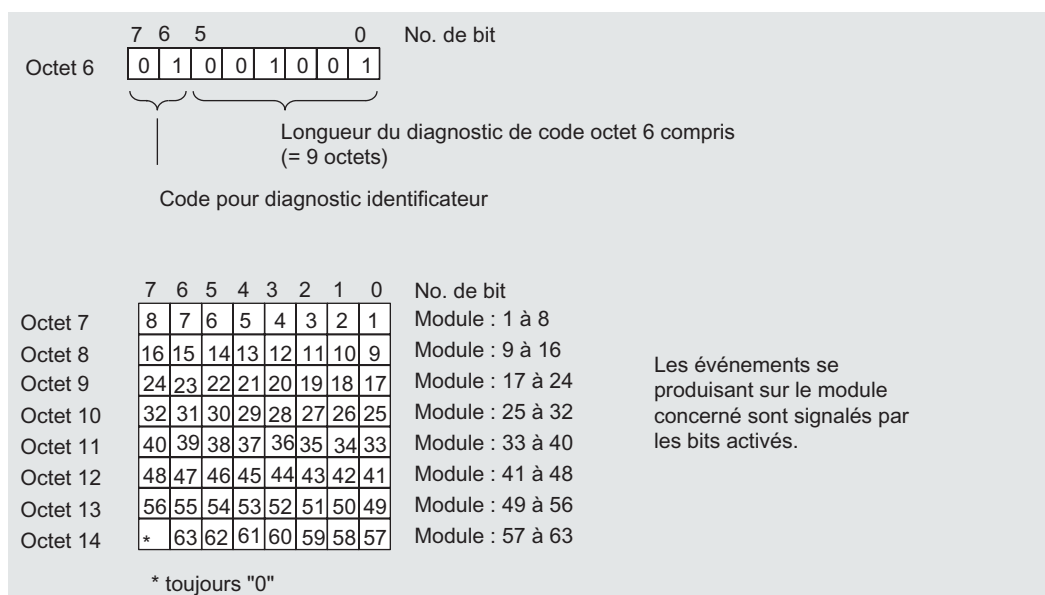 7 6 5 0 No. de bit
Octet 6 0 1 0 0 1 0 0 1
Longueur du diagnostic de code octet 6 compris
(= 9 octets)
Code pour diagnostic identificateur
7 6 5 4 3 2 1 0 No. de bit
Octet 7 8 7 6 5 4 3 2 1 Module : 1 à 8
Octet 8 16 15 14 13 12 11 10 9 Module : 9 à 16
Octet 9 24 23 22 21 20 19 18 17 Module : 17 à 24
Octet 10 32 31 30 29 28 27 26 25 Module : 25 à 32
Octet 11 40 39 38 37 36 35 34 33 Module : 33 à 40
Octet 12 48 47 46 45 44 43 42 41 Module : 41 à 48
Octet 13 56 55 54 53 52 51 50 49 Module : 49 à 56
Octet 14 * 63 62 61 60 59 58 57 Module : 57 à 63
Les événements se
produisant sur le module
concerné sont signalés par
les bits activés.
* toujours "0"